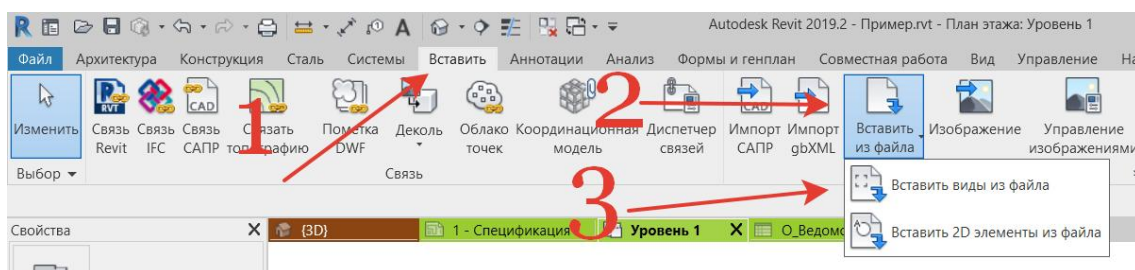 Autodesk Revit 2019.2 - Пример.rvt - План этажа: Уровень 1
Файл Архитектура Конструкция Сталь Системы Вставить Аннотации Анализ Формы и генплан Совместная работа Вид Управление На
1 2
Изменить Связь Revit Связь IFC Связь САПР Связать топографию Пометка DWF Деколь Облако точек Координационная модель Диспетчер связей Импорт САПР Импорт gbXML Вставить из файла Изображение Управление изображениями
Выбор Связь
3
Вставить виды из файла
Свойства {3D} 1 - Спецификация Уровень 1 О_Ведомо
Вставить 2D элементы из файла